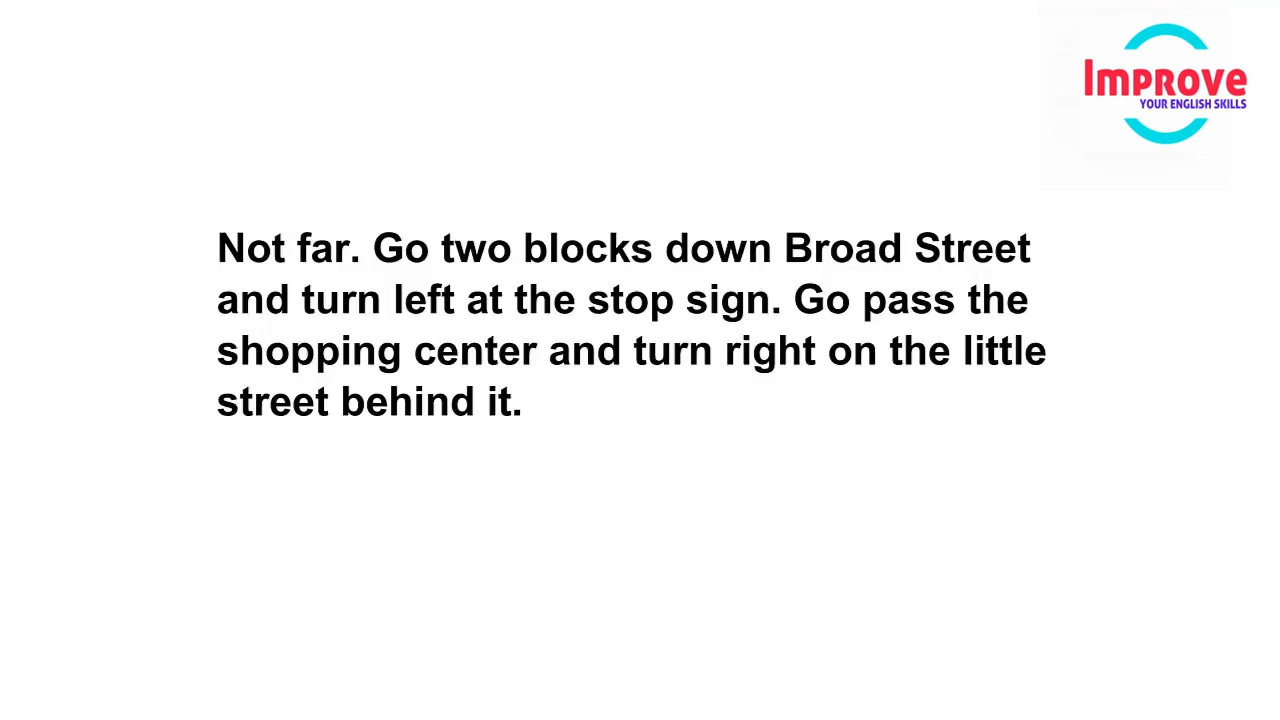 Improve
YOUR ENGLISH SKILLS
Not far. Go two blocks down Broad Street
and turn left at the stop sign. Go pass the
shopping center and turn right on the little
street behind it.